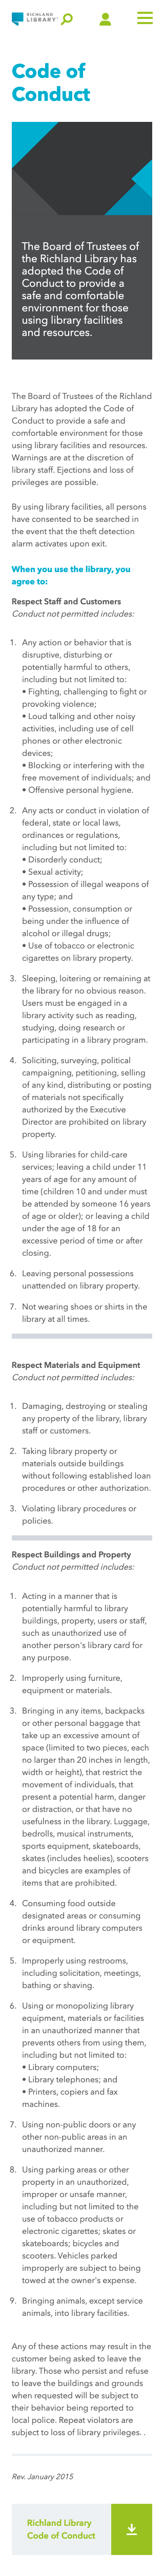 RICHLAND
LIBRARY
Code of
Conduct
The Board of Trustees of
the Richland Library has
adopted the Code of
Conduct to provide a
safe and comfortable
environment for those
using library facilities
and resources.
The Board of Trustees of the Richland
Library has adopted the Code of
Conduct to provide a safe and
comfortable environment for those
using library facilities and resources.
Warnings are at the discretion of
library staff. Ejections and loss of
privileges are possible.
By using library facilities, all persons
have consented to be searched in
the event that the theft detection
alarm activates upon exit.
When you use the library, you
agree to:
Respect Staff and Customers
Conduct not permitted includes:
1. Any action or behavior that is
disruptive, disturbing or
potentially harmful to others,
including but not limited to:
• Fighting, challenging to fight or
provoking violence;
• Loud talking and other noisy
activities, including use of cell
phones or other electronic
devices;
• Blocking or interfering with the
free movement of individuals; and
• Offensive personal hygiene.
2. Any acts or conduct in violation of
federal, state or local laws,
ordinances or regulations,
including but not limited to:
• Disorderly conduct;
• Sexual activity;
• Possession of illegal weapons of
any type; and
• Possession, consumption or
being under the influence of
alcohol or illegal drugs;
• Use of tobacco or electronic
cigarettes on library property.
3. Sleeping, loitering or remaining at
the library for no obvious reason.
Users must be engaged in a
library activity such as reading,
studying, doing research or
participating in a library program.
4. Soliciting, surveying, political
campaigning, petitioning, selling
of any kind, distributing or posting
of materials not specifically
authorized by the Executive
Director are prohibited on library
property.
5. Using libraries for child-care
services; leaving a child under 11
years of age for any amount of
time (children 10 and under must
be attended by someone 16 years
of age or older); or leaving a child
under the age of 18 for an
excessive period of time or after
closing.
6. Leaving personal possessions
unattended on library property.
7. Not wearing shoes or shirts in the
library at all times.
Respect Materials and Equipment
Conduct not permitted includes:
1. Damaging, destroying or stealing
any property of the library, library
staff or customers.
2. Taking library property or
materials outside buildings
without following established loan
procedures or other authorization.
3. Violating library procedures or
policies.
Respect Buildings and Property
Conduct not permitted includes:
1. Acting in a manner that is
potentially harmful to library
buildings, property, users or staff,
such as unauthorized use of
another person's library card for
any purpose.
2. Improperly using furniture,
equipment or materials.
3. Bringing in any items, backpacks
or other personal baggage that
take up an excessive amount of
space (limited to two pieces, each
no larger than 20 inches in length,
width or height), that restrict the
movement of individuals, that
present a potential harm, danger
or distraction, or that have no
usefulness in the library. Luggage,
bedrolls, musical instruments,
sports equipment, skateboards,
skates (includes heelies), scooters
and bicycles are examples of
items that are prohibited.
4. Consuming food outside
designated areas or consuming
drinks around library computers
or equipment.
5. Improperly using restrooms,
including solicitation, meetings,
bathing or shaving.
6. Using or monopolizing library
equipment, materials or facilities
in an unauthorized manner that
prevents others from using them,
including but not limited to:
• Library computers;
• Library telephones; and
• Printers, copiers and fax
machines.
7. Using non-public doors or any
other non-public areas in an
unauthorized manner.
8. Using parking areas or other
property in an unauthorized,
improper or unsafe manner,
including but not limited to the
use of tobacco products or
electronic cigarettes; skates or
skateboards; bicycles and
scooters. Vehicles parked
improperly are subject to being
towed at the owner's expense.
9. Bringing animals, except service
animals, into library facilities.
Any of these actions may result in the
customer being asked to leave the
library. Those who persist and refuse
to leave the buildings and grounds
when requested will be subject to
their behavior being reported to
local police. Repeat violators are
subject to loss of library privileges. .
Rev. January 2015
Richland Library
Code of Conduct